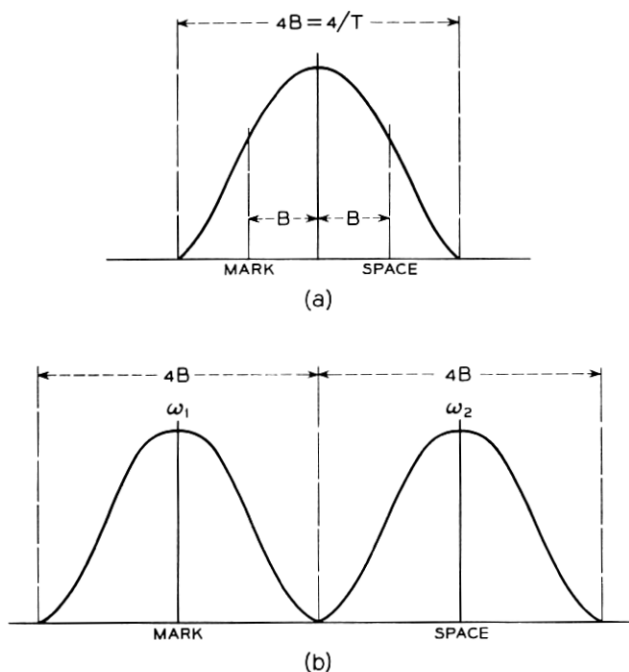 4B = 4/T
B B
MARK SPACE
(a)
4B 4B
ω₁ ω₂
MARK SPACE
(b)